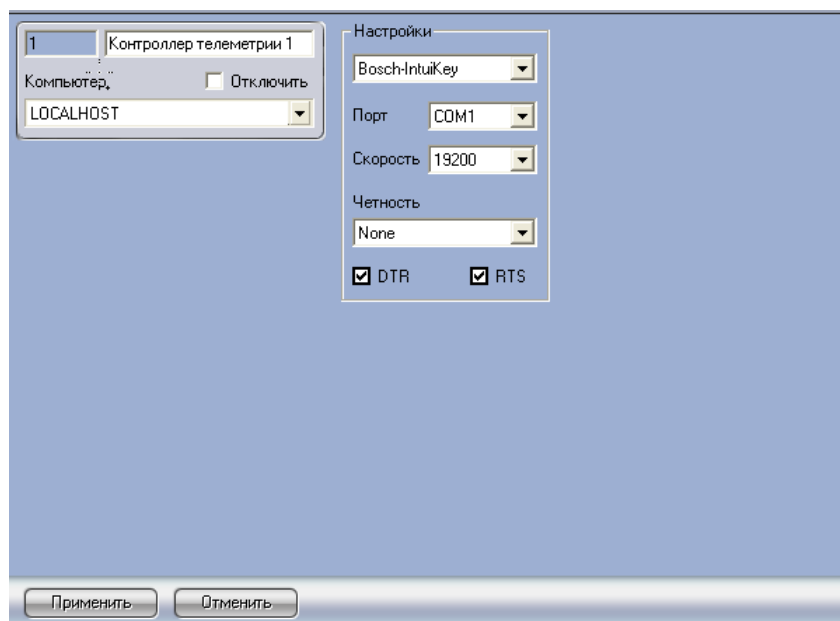 1
Контроллер телеметрии 1
Компьютер
Отключить
LOCALHOST
Настройки
Bosch-IntuiKey
Порт
COM1
Скорость
19200
Четность
None
DTR
RTS
Применить
Отменить